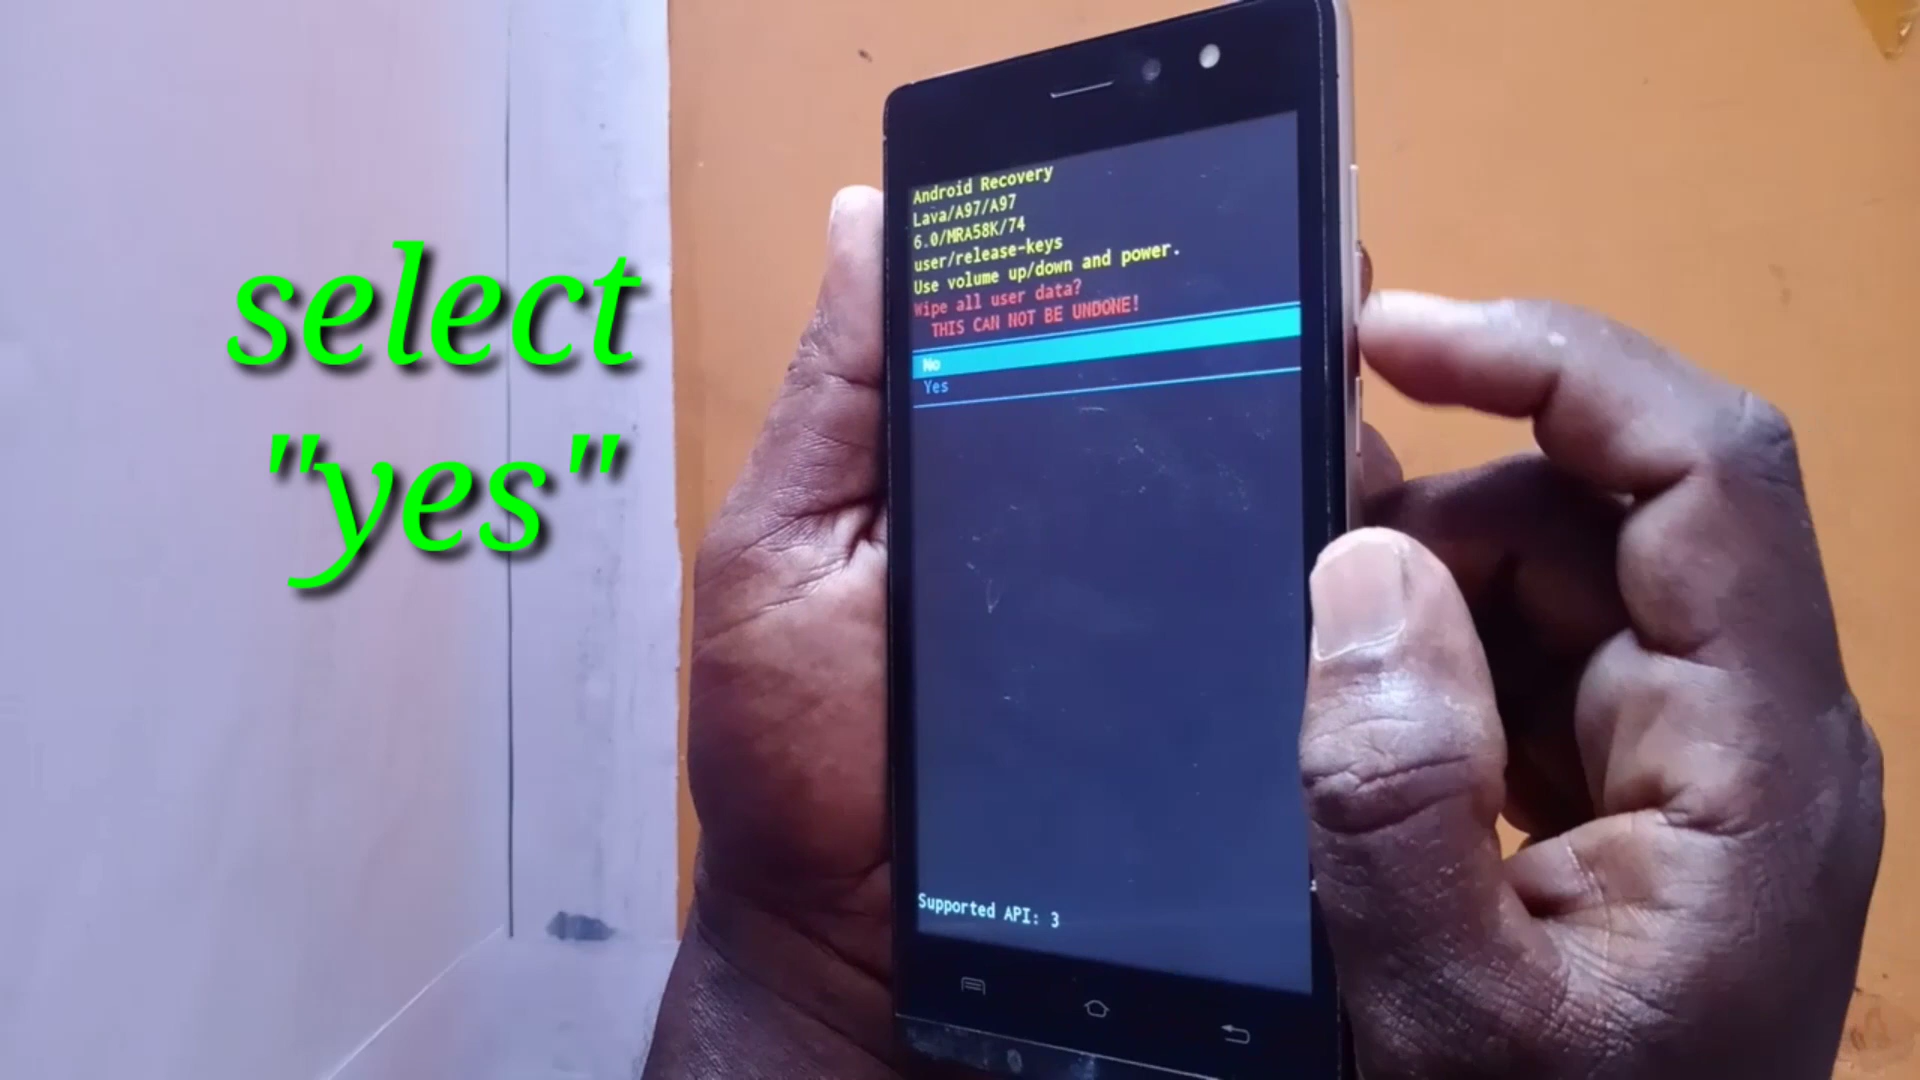 select
"yes"
Android Recovery
Lava/A97/A97
6.0/MRA58K/74
user/release-keys
Use volume up/down and power.
Wipe all user data?
THIS CAN NOT BE UNDONE!
No
Yes
Supported API: 3